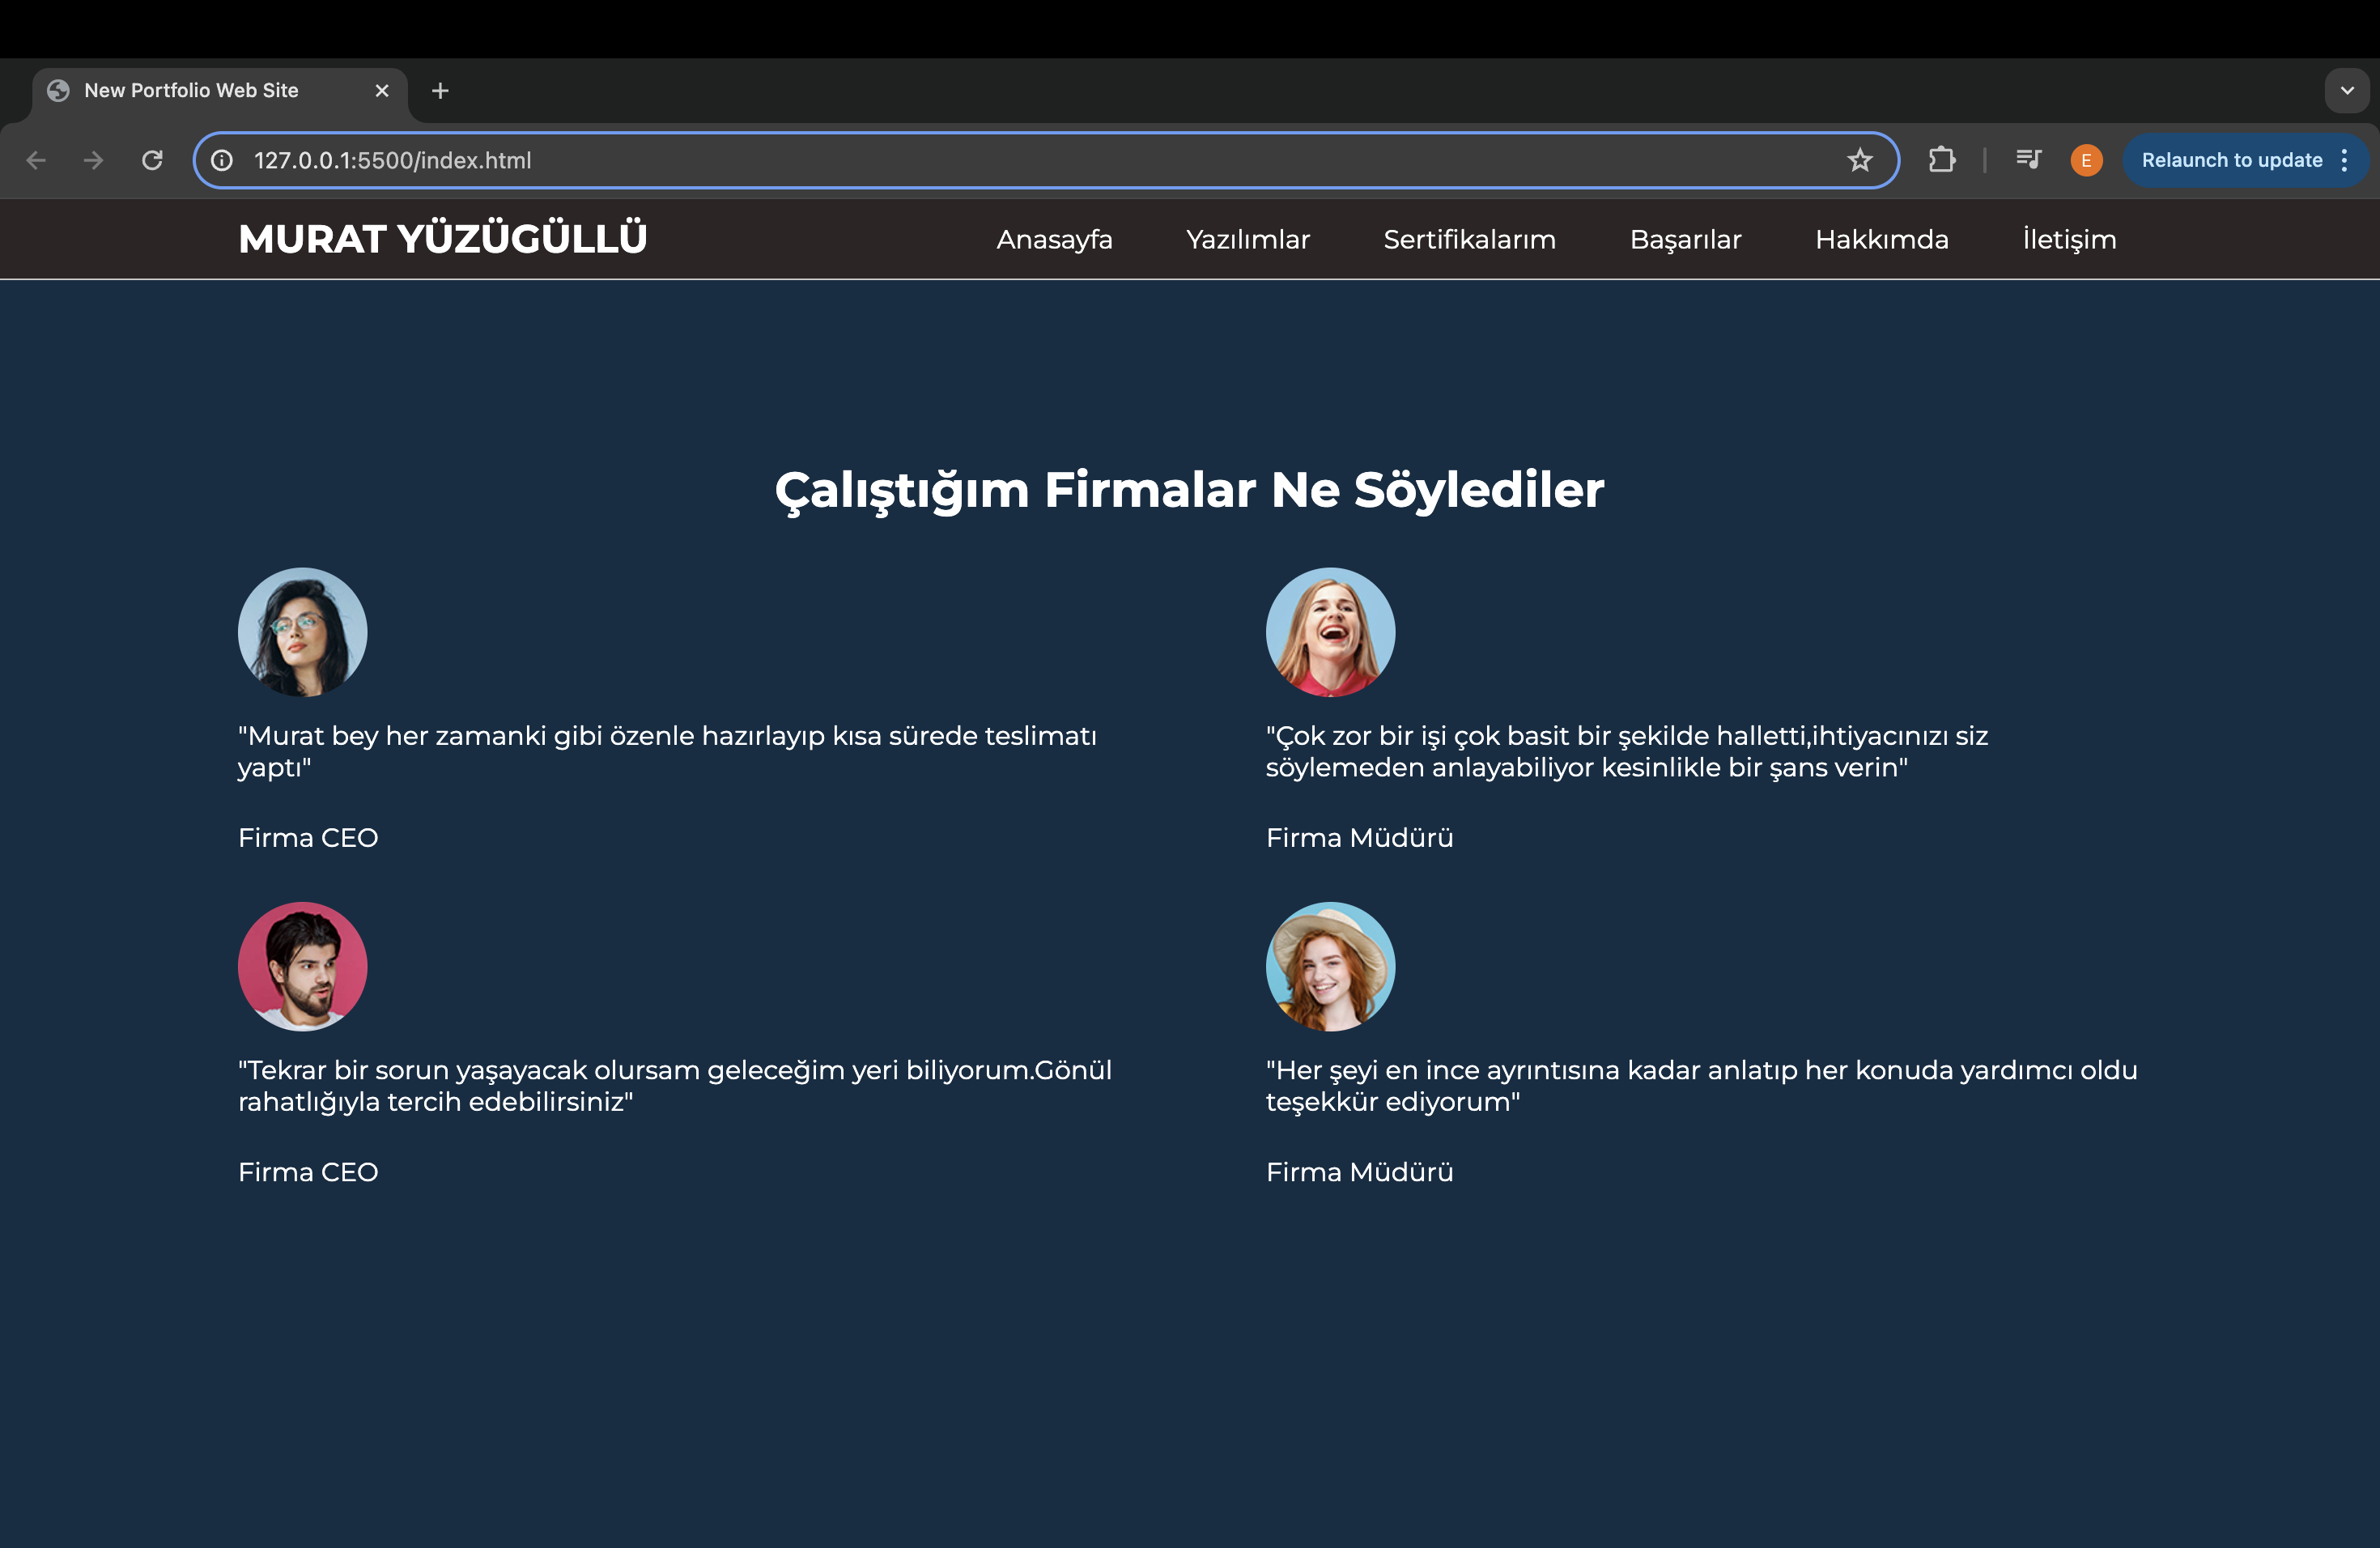 New Portfolio Web Site
127.0.0.1:5500/index.html
E
Relaunch to update
MURAT YÜZÜGÜLLÜ
Anasayfa
Yazılımlar
Sertifikalarım
Başarılar
Hakkımda
İletişim
Çalıştığım Firmalar Ne Söylediler
"Murat bey her zamanki gibi özenle hazırlayıp kısa sürede teslimatı
yaptı"
Firma CEO
"Çok zor bir işi çok basit bir şekilde halletti,ihtiyacınızı siz
söylemeden anlayabiliyor kesinlikle bir şans verin"
Firma Müdürü
"Tekrar bir sorun yaşayacak olursam geleceğim yeri biliyorum.Gönül
rahatlığıyla tercih edebilirsiniz"
Firma CEO
"Her şeyi en ince ayrıntısına kadar anlatıp her konuda yardımcı oldu
teşekkür ediyorum"
Firma Müdürü